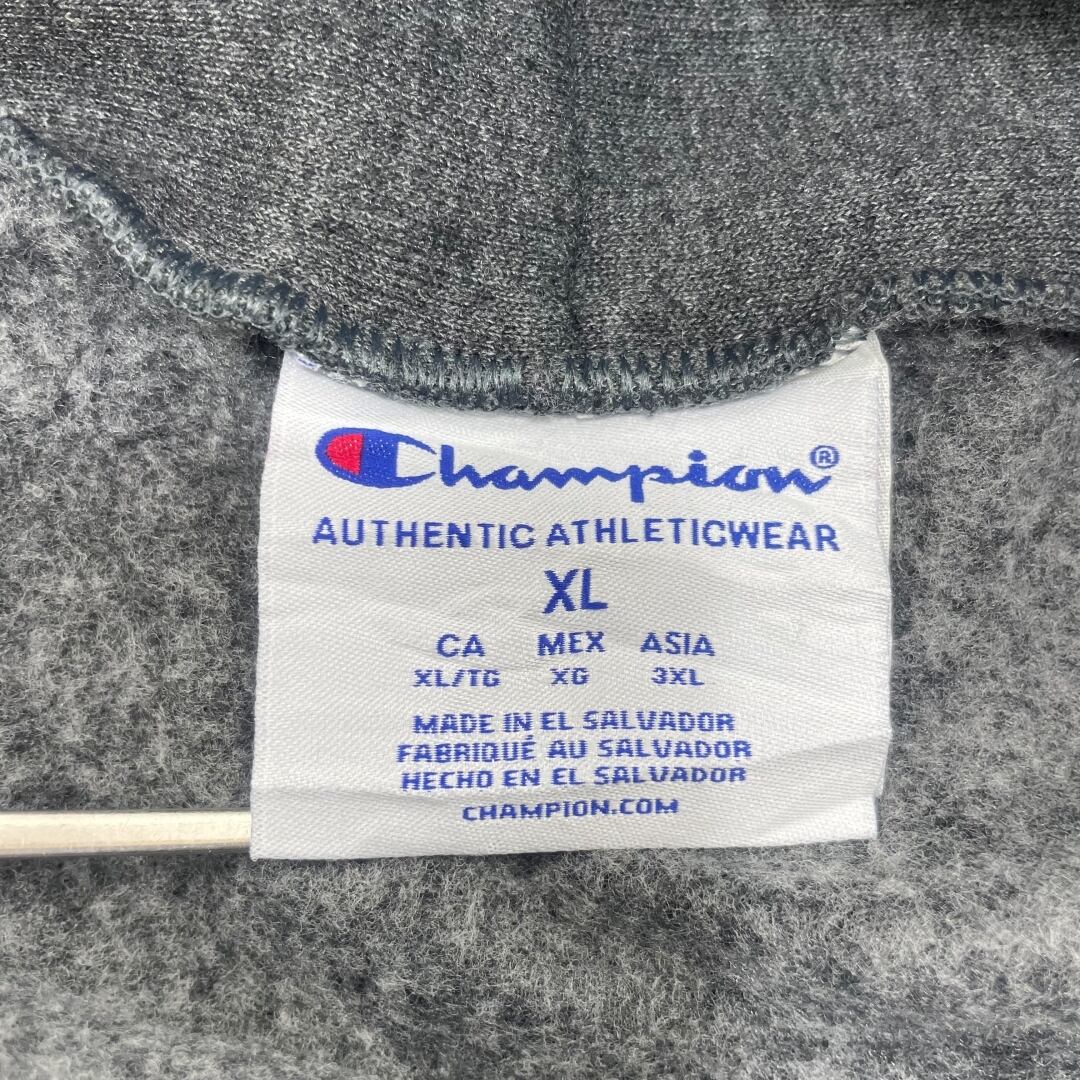 Champion®
AUTHENTIC ATHLETICWEAR
XL
CA MEX ASIA
XL/TG XG 3XL
MADE IN EL SALVADOR
FABRIQUÉ AU SALVADOR
HECHO EN EL SALVADOR
CHAMPION.COM